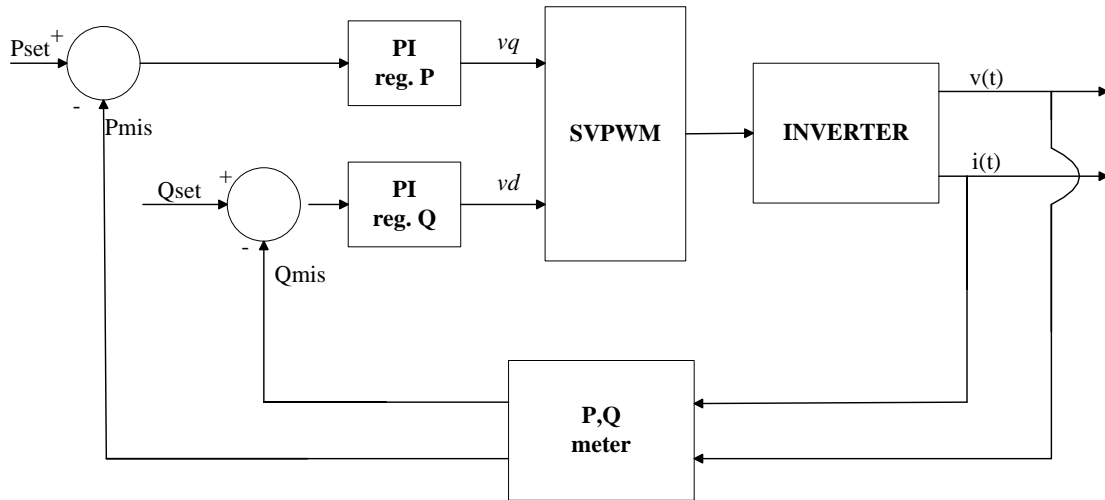 Pset
+
-
Pmis
PI
reg. P
vq
SVPWM
INVERTER
v(t)
i(t)
Qset
+
-
Qmis
PI
reg. Q
vd
P,Q
meter